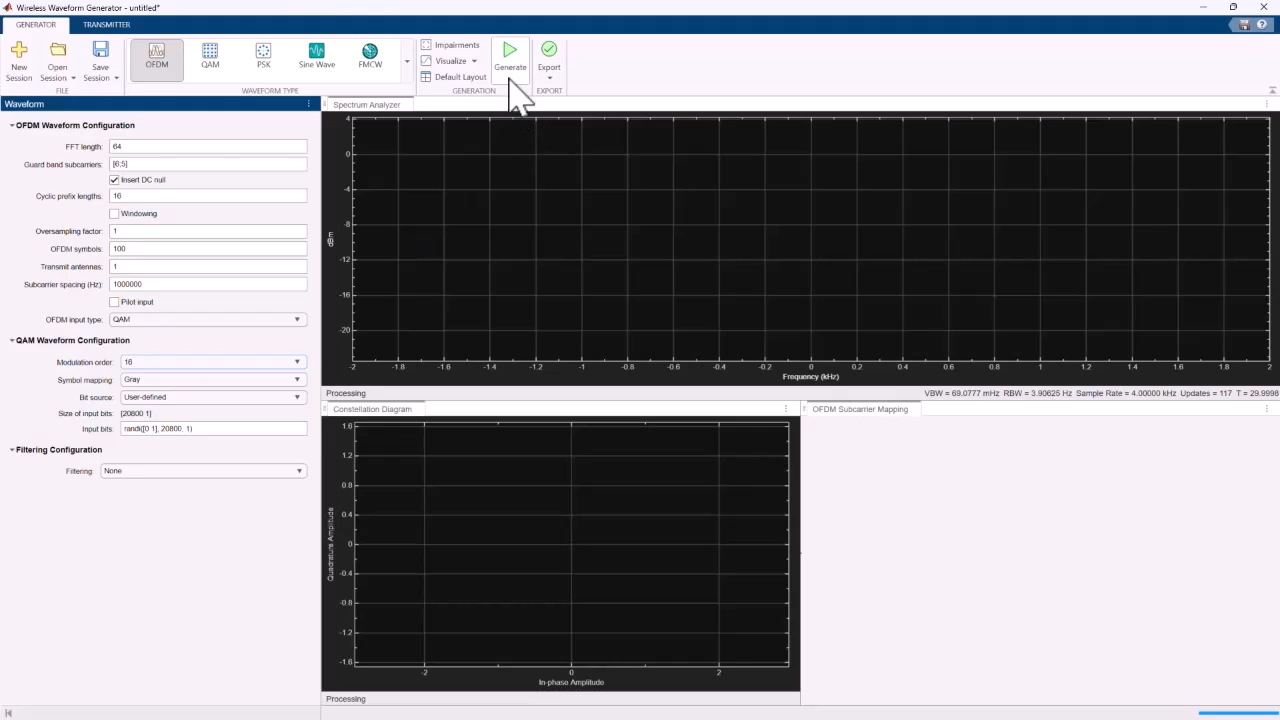 Wireless Waveform Generator - untitled*
GENERATOR TRANSMITTER
New Session
Open Session
Save Session
FILE
OFDM
QAM
PSK
Sine Wave
FMCW
WAVEFORM TYPE
Impairments
Visualize
Default Layout
Generate
GENERATION
Export
EXPORT
Waveform
OFDM Waveform Configuration
FFT length: 64
Guard band subcarriers: [6;5]
Insert DC null
Cyclic prefix lengths: 16
Windowing
Oversampling factor: 1
OFDM symbols: 100
Transmit antennes: 1
Subcarrier spacing (Hz): 1000000
Pilot input
OFDM input type: QAM
QAM Waveform Configuration
Modulation order: 16
Symbol mapping: Gray
Bit source: User-defined
Size of input bits: [20800 1]
Input bits: randi([0 1], 20800, 1)
Filtering Configuration
Filtering: None
Spectrum Analyzer
4
0
-4
-8
-12
-16
-20
dBm
-2 -1.8 -1.6 -1.4 -1.2 -1 -0.8 -0.6 -0.4 -0.2 0 0.2 0.4 0.6 0.8 1 1.2 1.4 1.6 1.8 2
Frequency (kHz)
Processing VBW = 69.0777 mHz RBW = 3.90625 Hz Sample Rate = 4.00000 kHz Updates = 117 T = 29.9998
Constellation Diagram
1.6
1.2
0.8
0.4
0
-0.4
-0.8
-1.2
-1.6
Quadrature Amplitude
-2 0 2
In-phase Amplitude
Processing
OFDM Subcarrier Mapping